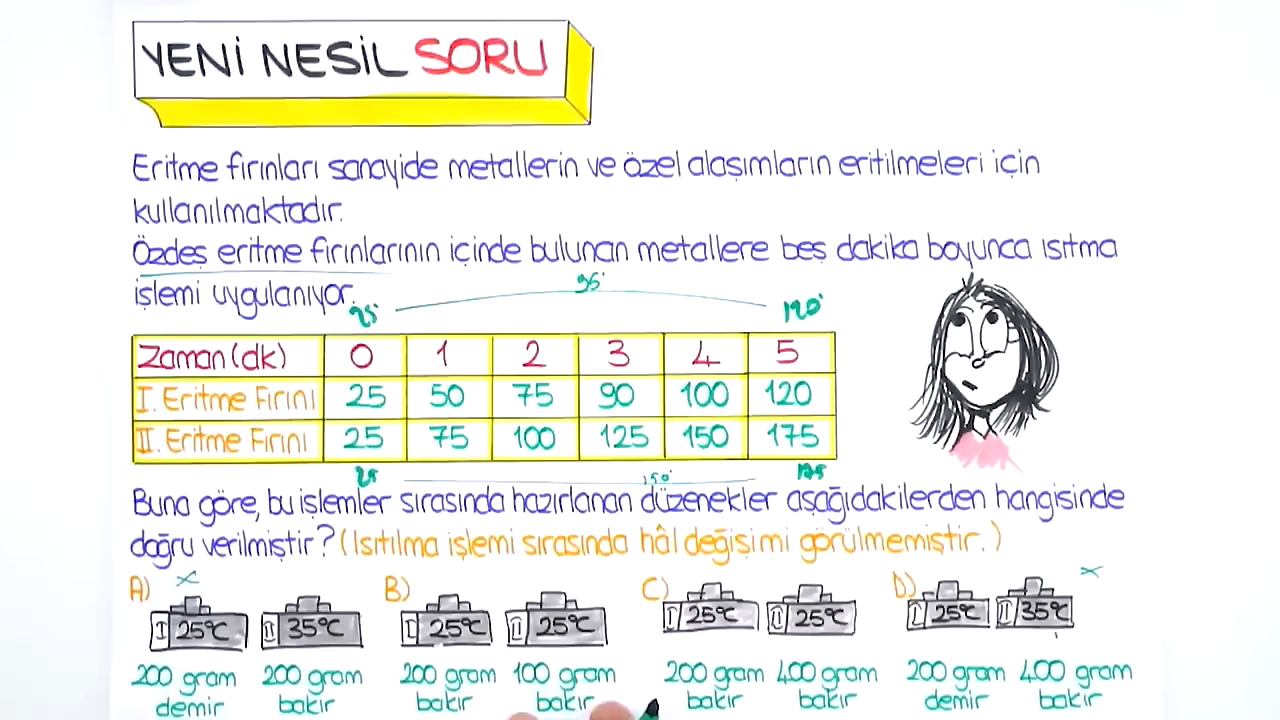 YENİ NESİL SORU
Eritme fırınları sanayide metallerin ve özel alaşımların eritilmeleri için
kullanılmaktadır.
Özdeş eritme fırınlarının içinde bulunan metallere beş dakika boyunca ısıtma
işlemi uygulanıyor.
95°
25° 120°
Zaman(dk) 0 1 2 3 4 5
I. Eritme Fırını 25 50 75 90 100 120
II. Eritme Fırını 25 75 100 125 150 175
25 150° 175
Buna göre, bu işlemler sırasında hazırlanan düzenekler aşağıdakilerden hangisinde
doğru verilmiştir? (Isıtılma işlemi sırasında hâl değişimi görülmemiştir.)
A) B) C) D)
I 25°C II 35°C I 25°C II 25°C I 25°C II 25°C I 25°C II 35°C
200 gram 200 gram 200 gram 100 gram 200 gram 400 gram 200 gram 400 gram
demir bakır bakır bakır bakır bakır demir bakır